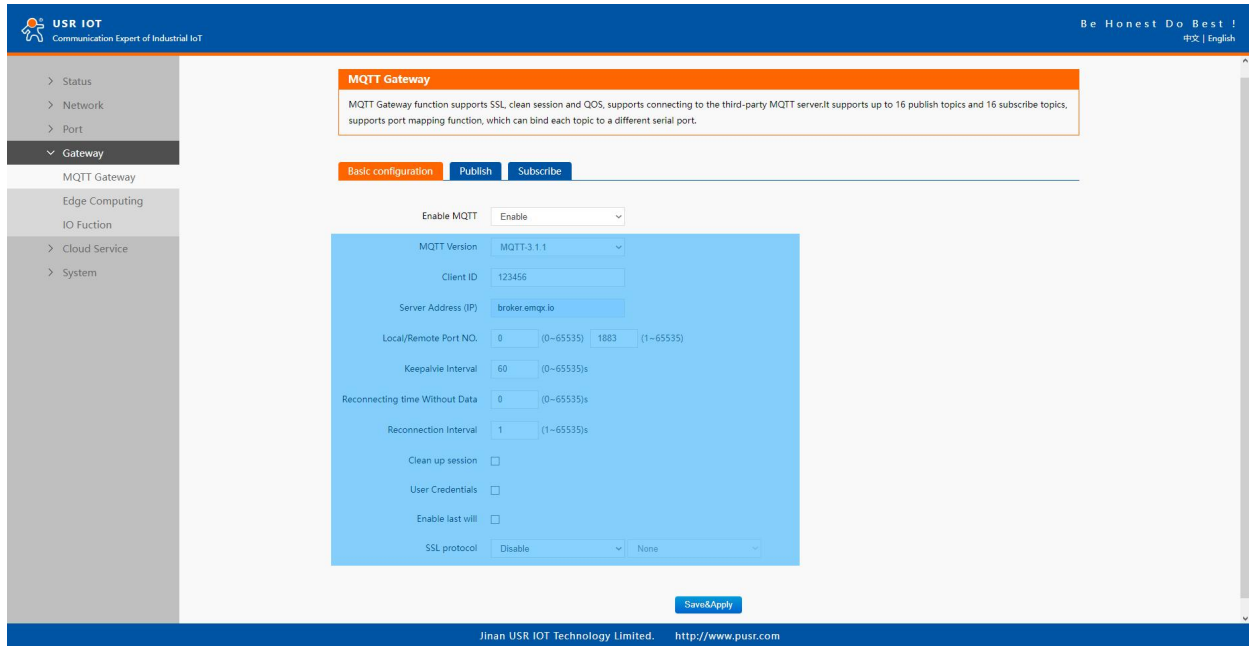 USR IOT
Communication Expert of Industrial IoT
Be Honest Do Best !
中文 | English
Status
Network
Port
Gateway
MQTT Gateway
Edge Computing
IO Fuction
Cloud Service
System
MQTT Gateway
MQTT Gateway function supports SSL, clean session and QOS, supports connecting to the third-party MQTT server.It supports up to 16 publish topics and 16 subscribe topics,
supports port mapping function, which can bind each topic to a different serial port.
Basic configuration Publish Subscribe
Enable MQTT Enable
MQTT Version MQTT-3.1.1
Client ID 123456
Server Address (IP) broker.emqx.io
Local/Remote Port NO. 0 (0~65535) 1883 (1~65535)
Keepalvie Interval 60 (0~65535)s
Reconnecting time Without Data 0 (0~65535)s
Reconnection Interval 1 (1~65535)s
Clean up session
User Credentials
Enable last will
SSL protocol Disable None
Save&Apply
Jinan USR IOT Technology Limited. http://www.pusr.com